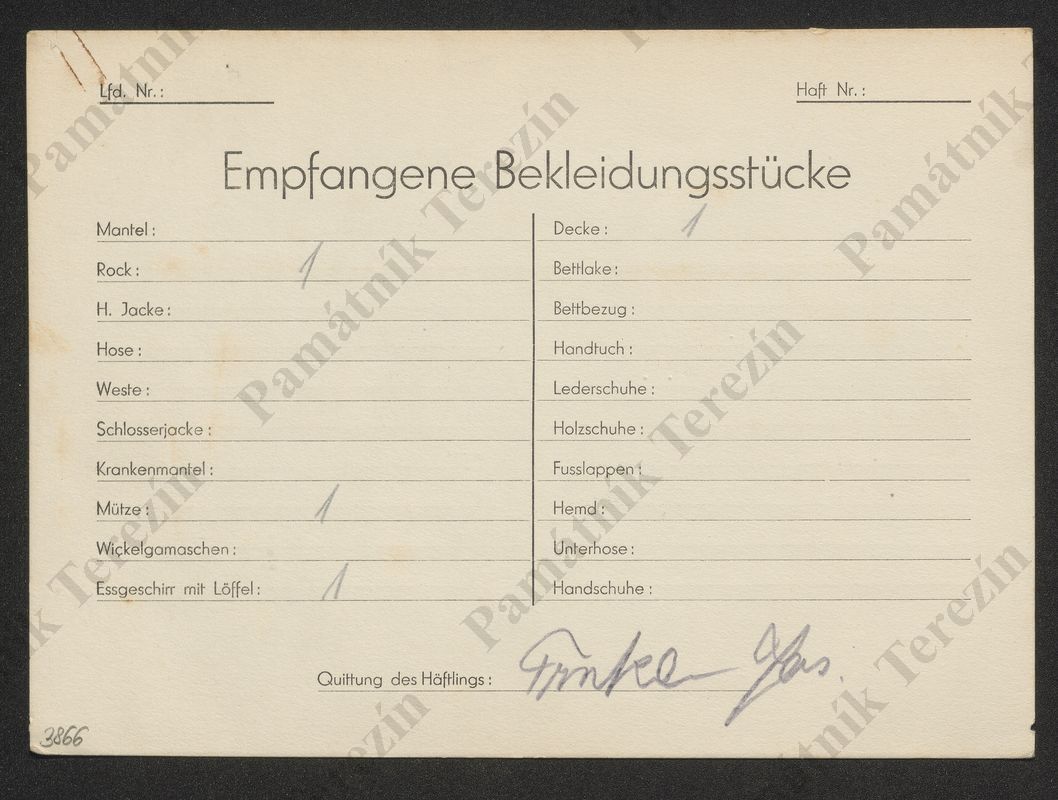 Lfd. Nr.:
Haft Nr.:
Empfangene Bekleidungsstücke
Mantel:
Rock: 1
H. Jacke:
Hose:
Weste:
Schlosserjacke:
Krankenmantel:
Mütze: 1
Wickelgamaschen:
Essgeschirr mit Löffel: 1
Decke: 1
Bettlake:
Bettbezug:
Handtuch:
Lederschuhe:
Holzschuhe:
Fusslappen:
Hemd:
Unterhose:
Handschuhe:
Quittung des Häftlings:
3866
Památník Terezín